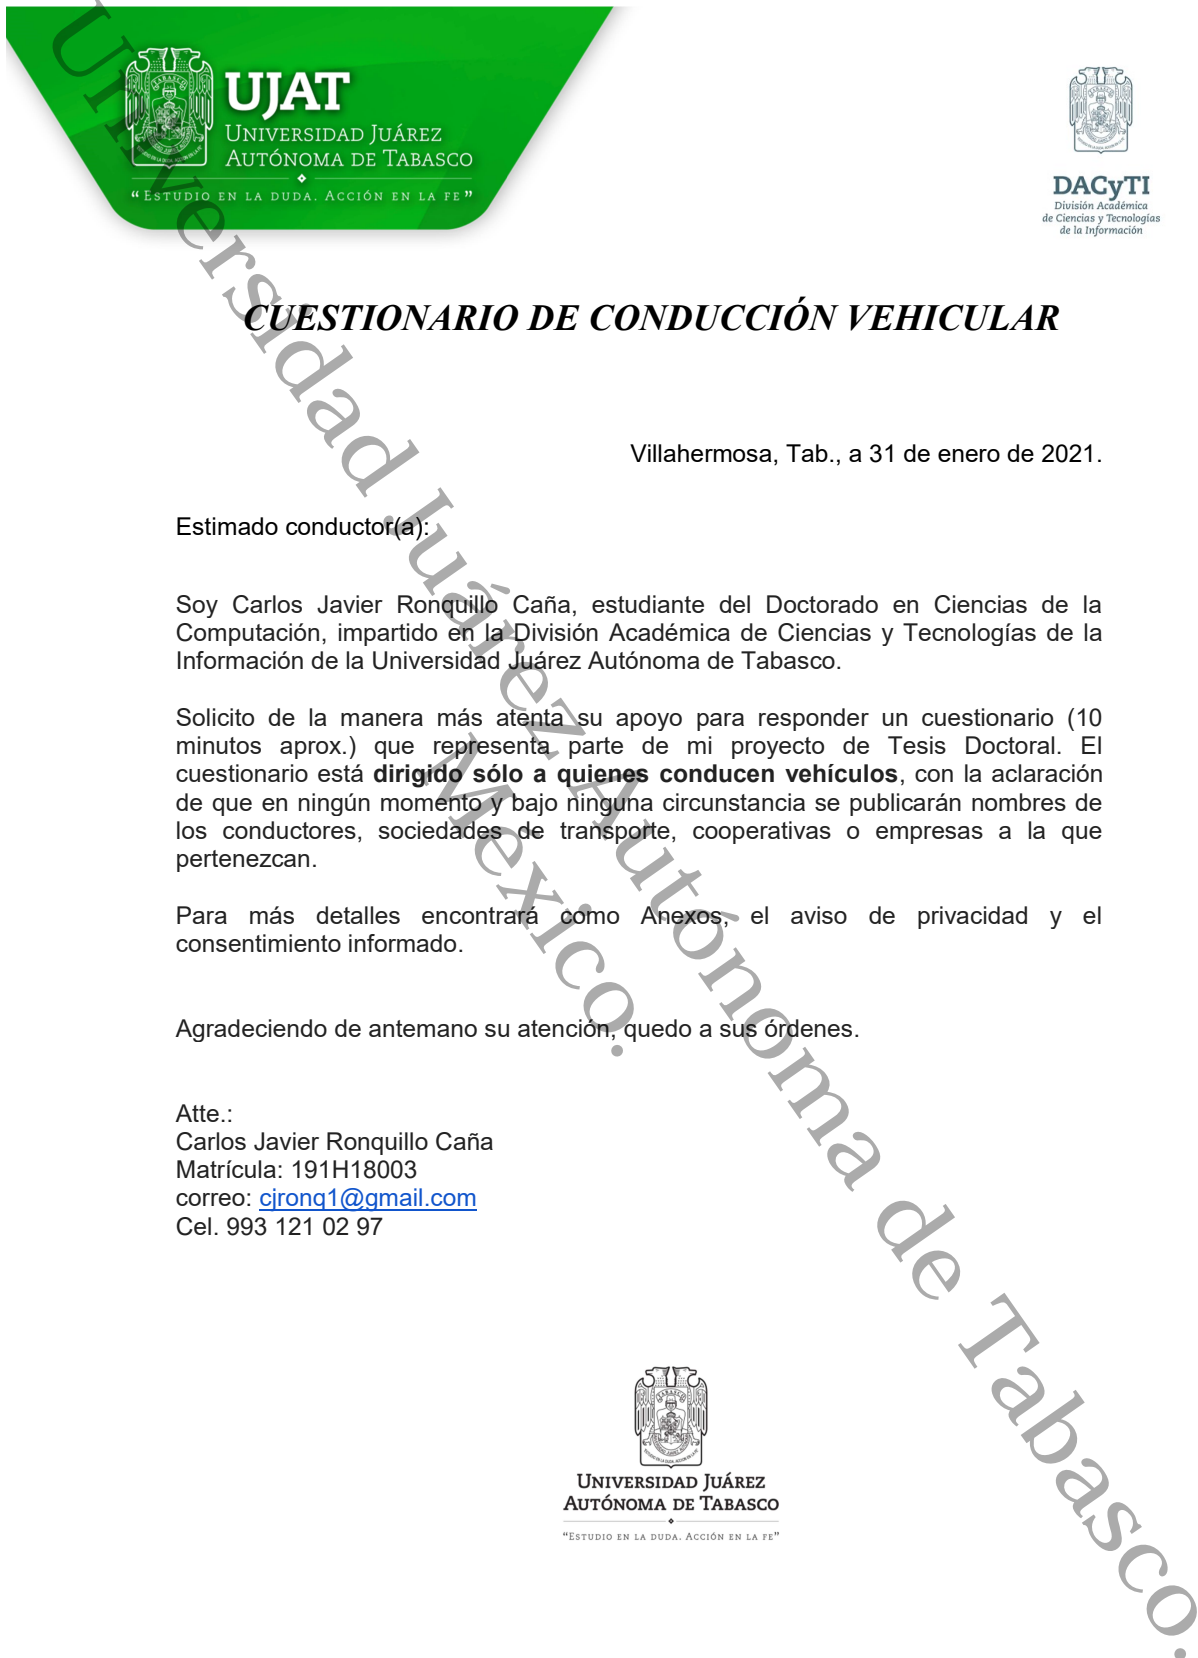 UJAT
UNIVERSIDAD JUÁREZ
AUTÓNOMA DE TABASCO
“ESTUDIO EN LA DUDA. ACCIÓN EN LA FE”
DACyTI
División Académica
de Ciencias y Tecnologías
de la Información
CUESTIONARIO DE CONDUCCIÓN VEHICULAR
Villahermosa, Tab., a 31 de enero de 2021.
Estimado conductor(a):
Soy Carlos Javier Ronquillo Caña, estudiante del Doctorado en Ciencias de la
Computación, impartido en la División Académica de Ciencias y Tecnologías de la
Información de la Universidad Juárez Autónoma de Tabasco.
Solicito de la manera más atenta su apoyo para responder un cuestionario (10
minutos aprox.) que representa parte de mi proyecto de Tesis Doctoral. El
cuestionario está dirigido sólo a quienes conducen vehículos, con la aclaración
de que en ningún momento y bajo ninguna circunstancia se publicarán nombres de
los conductores, sociedades de transporte, cooperativas o empresas a la que
pertenezcan.
Para más detalles encontrará como Anexos, el aviso de privacidad y el
consentimiento informado.
Agradeciendo de antemano su atención, quedo a sus órdenes.
Atte.:
Carlos Javier Ronquillo Caña
Matrícula: 191H18003
correo: cjronq1@gmail.com
Cel. 993 121 02 97
UNIVERSIDAD JUÁREZ
AUTÓNOMA DE TABASCO
“ESTUDIO EN LA DUDA. ACCIÓN EN LA FE”
Universidad Juárez Autónoma de Tabasco.
México.